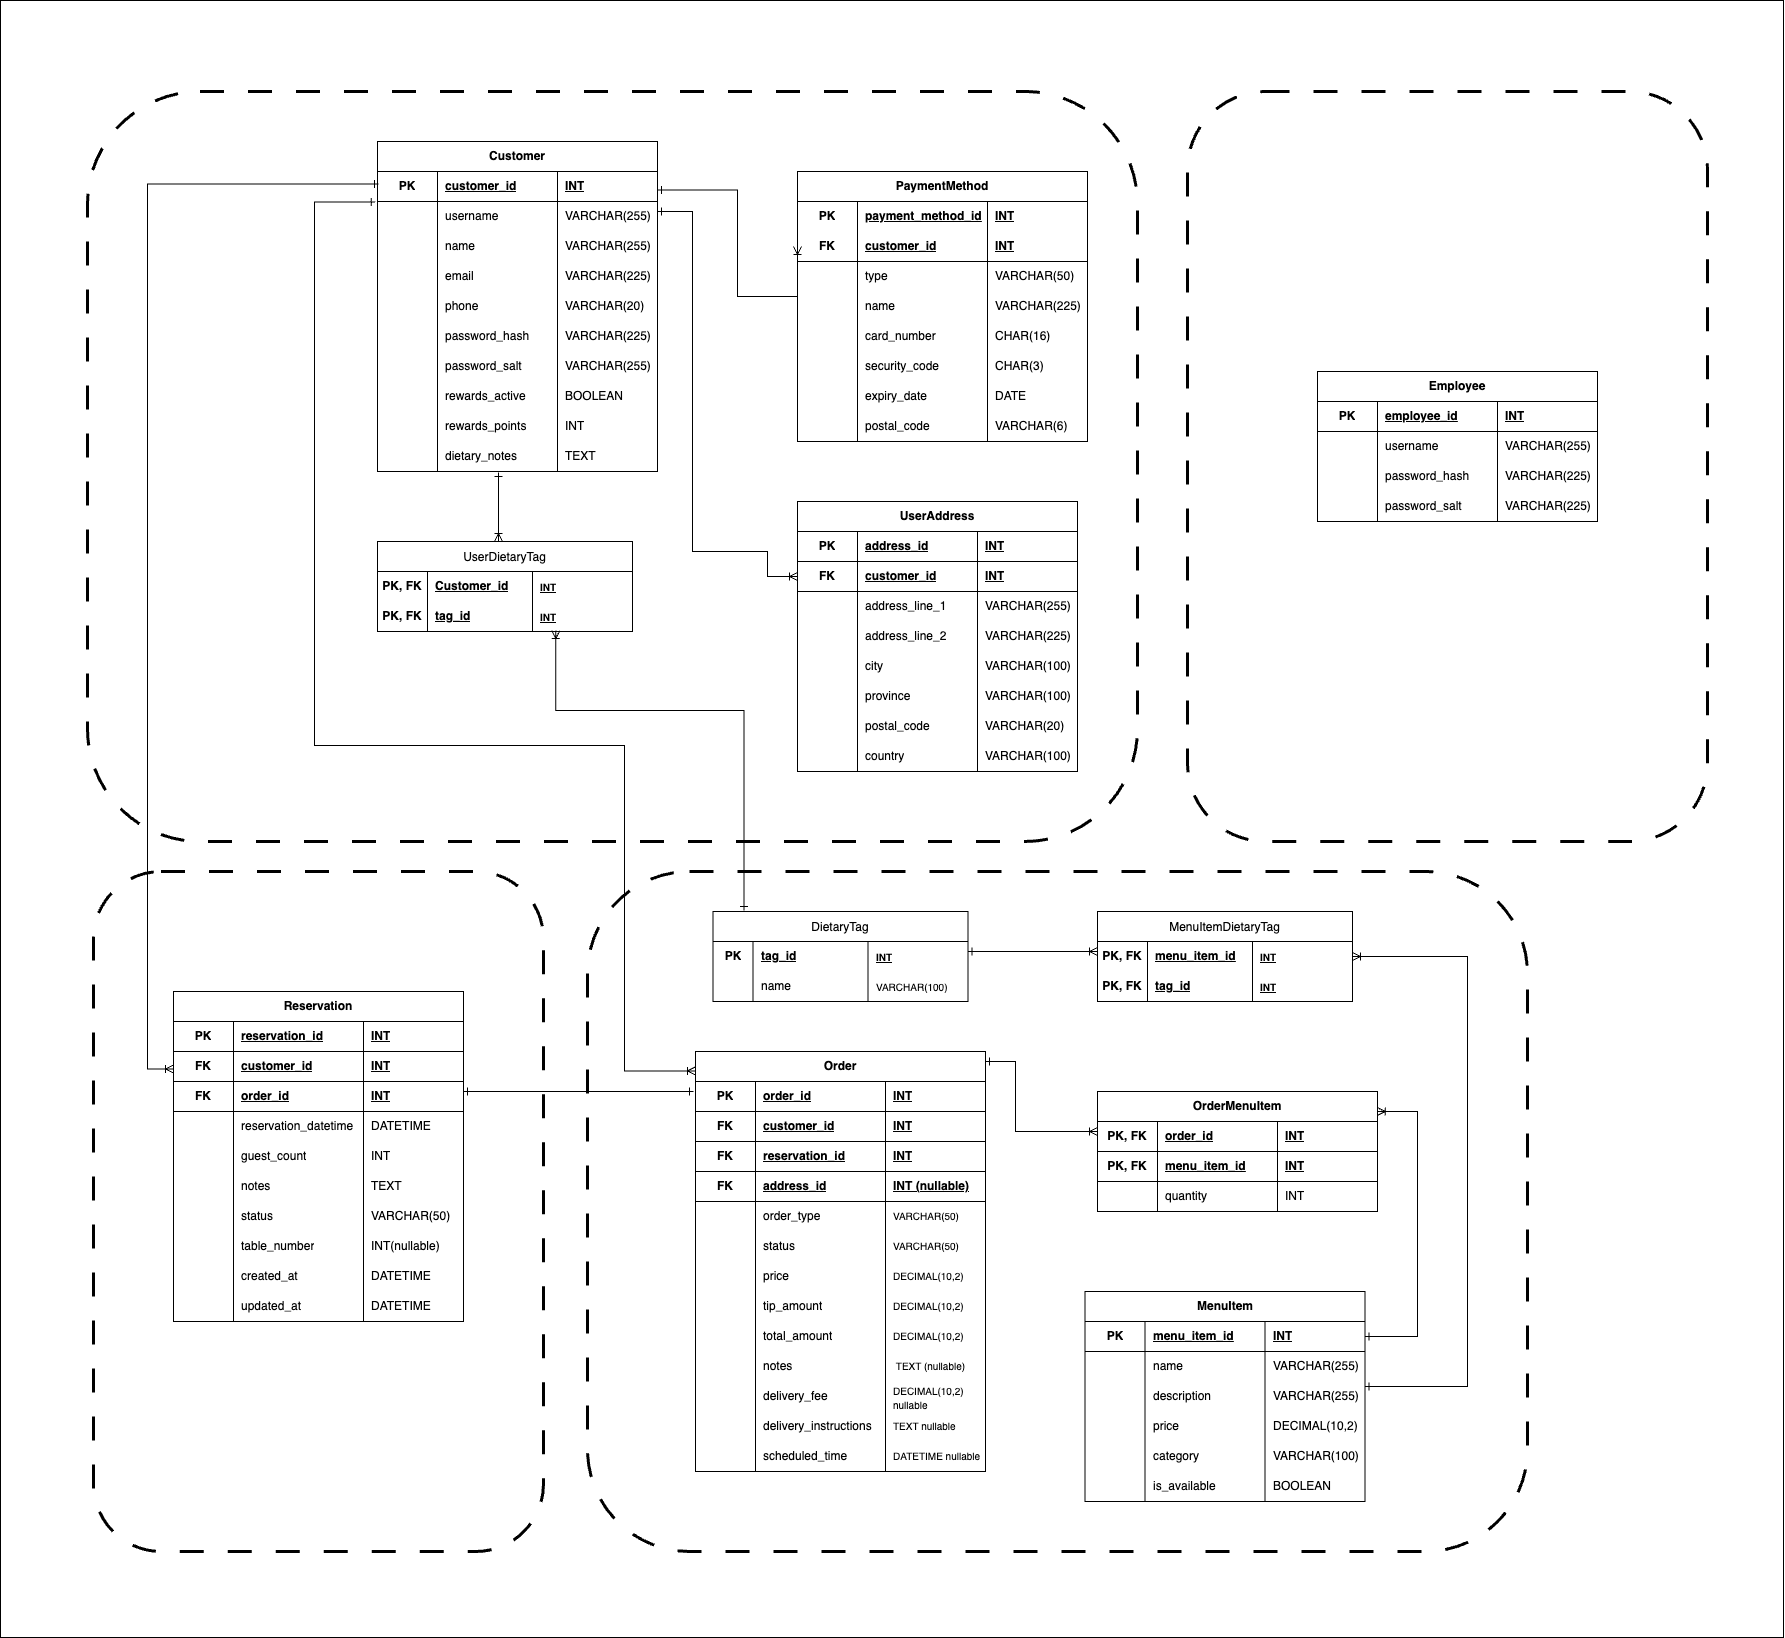 Customer
PK customer_id INT
username VARCHAR(255)
name VARCHAR(255)
email VARCHAR(225)
phone VARCHAR(20)
password_hash VARCHAR(225)
password_salt VARCHAR(255)
rewards_active BOOLEAN
rewards_points INT
dietary_notes TEXT
PaymentMethod
PK payment_method_id INT
FK customer_id INT
type VARCHAR(50)
name VARCHAR(225)
card_number CHAR(16)
security_code CHAR(3)
expiry_date DATE
postal_code VARCHAR(6)
Employee
PK employee_id INT
username VARCHAR(255)
password_hash VARCHAR(225)
password_salt VARCHAR(225)
UserDietaryTag
PK, FK Customer_id INT
PK, FK tag_id INT
UserAddress
PK address_id INT
FK customer_id INT
address_line_1 VARCHAR(255)
address_line_2 VARCHAR(225)
city VARCHAR(100)
province VARCHAR(100)
postal_code VARCHAR(20)
country VARCHAR(100)
Reservation
PK reservation_id INT
FK customer_id INT
FK order_id INT
reservation_datetime DATETIME
guest_count INT
notes TEXT
status VARCHAR(50)
table_number INT(nullable)
created_at DATETIME
updated_at DATETIME
DietaryTag
PK tag_id INT
name VARCHAR(100)
MenuItemDietaryTag
PK, FK menu_item_id INT
PK, FK tag_id INT
Order
PK order_id INT
FK customer_id INT
FK reservation_id INT
FK address_id INT (nullable)
order_type VARCHAR(50)
status VARCHAR(50)
price DECIMAL(10,2)
tip_amount DECIMAL(10,2)
total_amount DECIMAL(10,2)
notes TEXT (nullable)
delivery_fee DECIMAL(10,2)
nullable
delivery_instructions TEXT nullable
scheduled_time DATETIME nullable
OrderMenuItem
PK, FK order_id INT
PK, FK menu_item_id INT
quantity INT
MenuItem
PK menu_item_id INT
name VARCHAR(255)
description VARCHAR(255)
price DECIMAL(10,2)
category VARCHAR(100)
is_available BOOLEAN